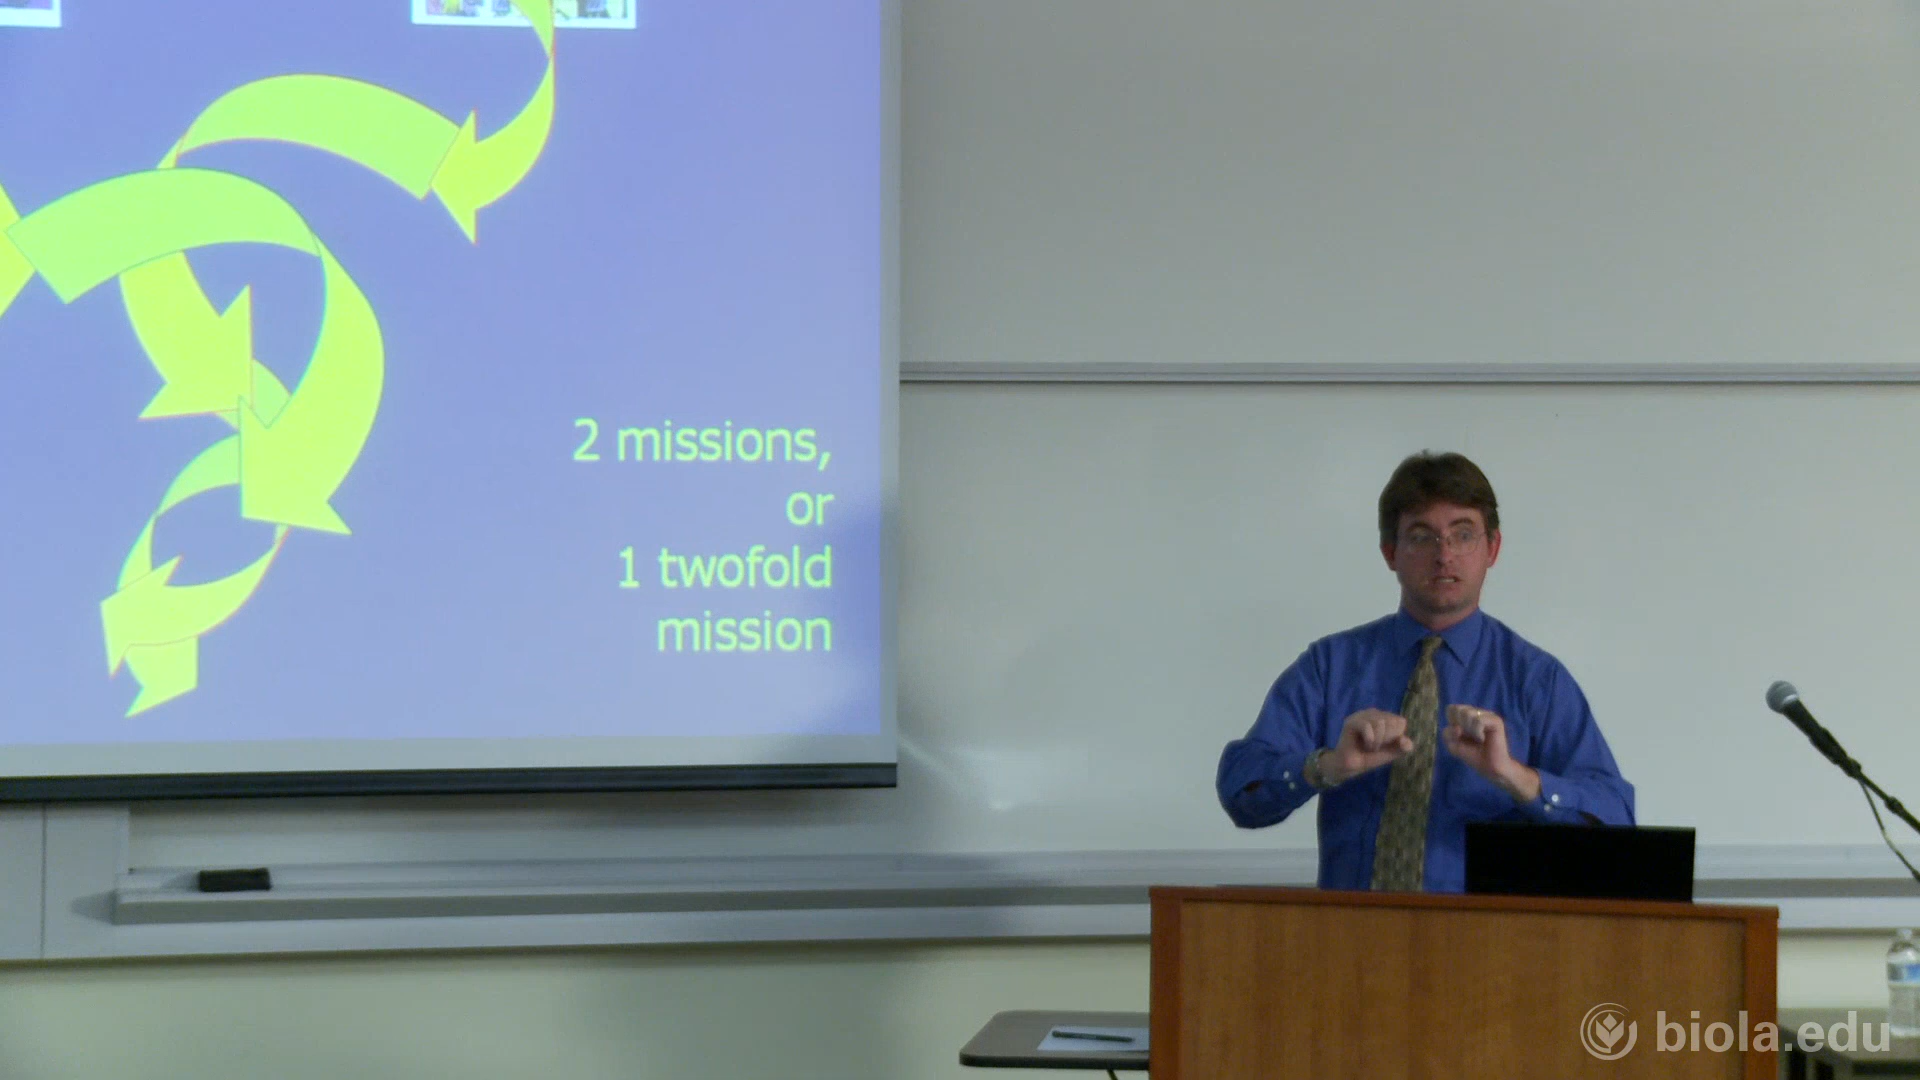 2 missions,
or
1 twofold
mission
biola.edu